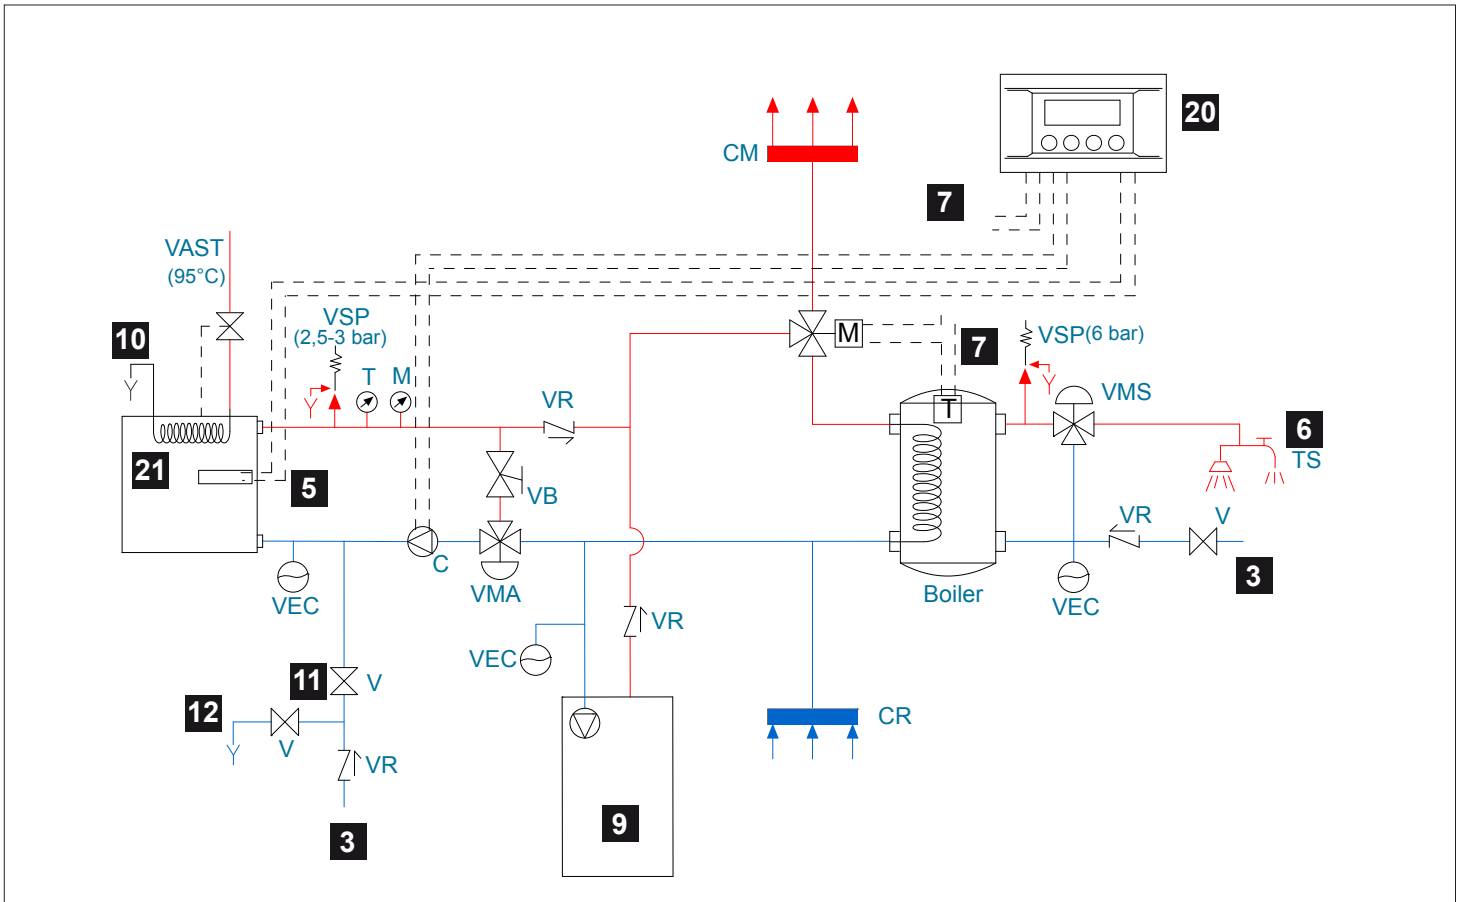 20
CM
7
VAST
(95°C)
VSP
(2,5-3 bar)
10
T
M
M
VSP(6 bar)
7
VR
VMS
T
6
TS
21
5
VB
VR
V
C
VEC
VMA
Boiler
VEC
3
VR
VEC
11
V
12
V
CR
VR
9
3